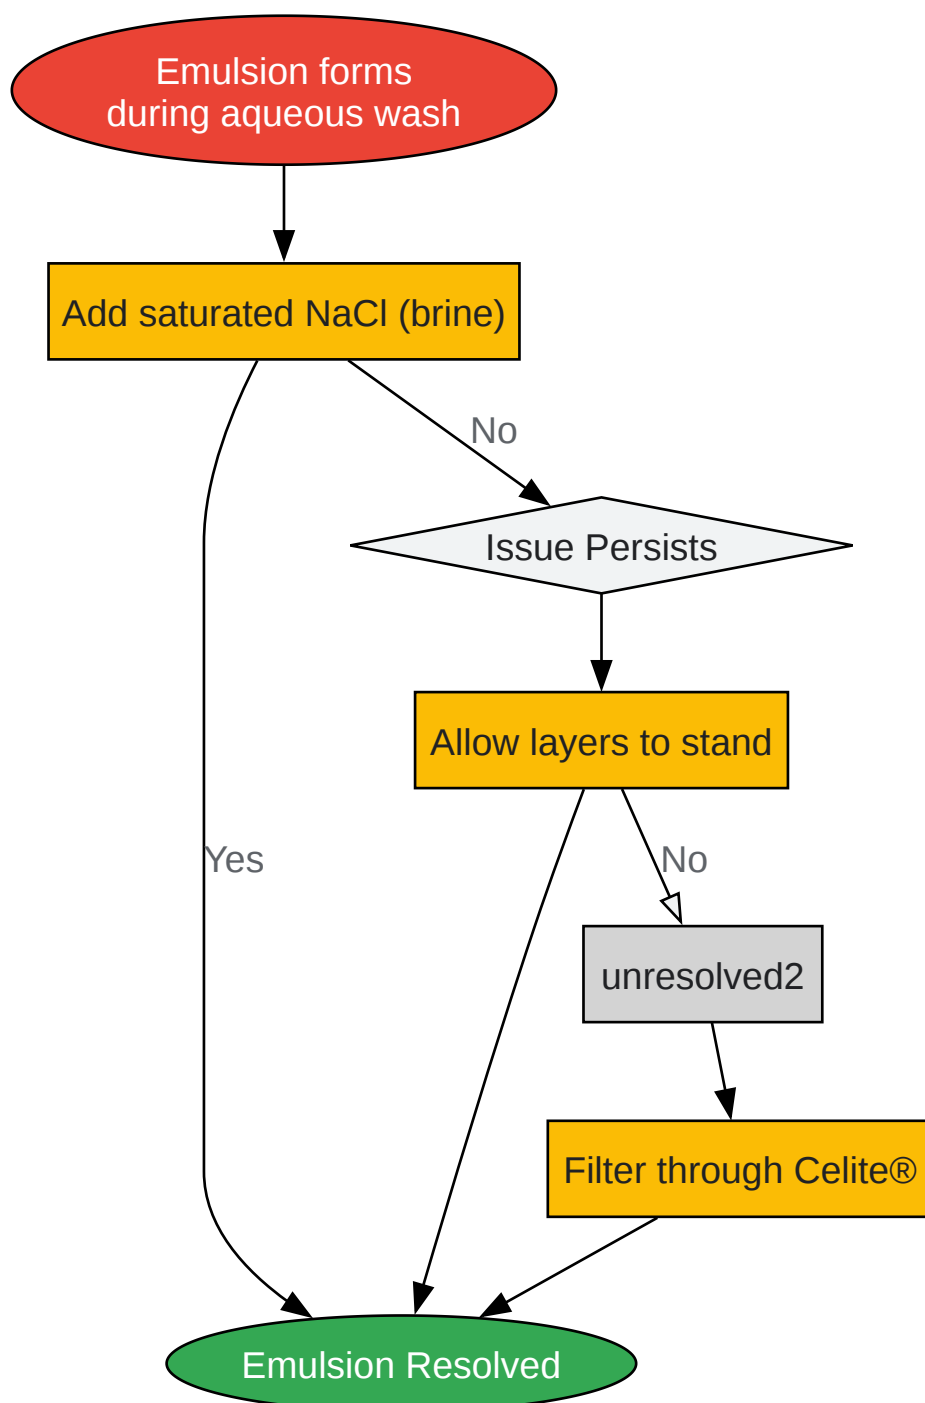 Emulsion forms
during aqueous wash
Add saturated NaCl (brine)
No
Issue Persists
Allow layers to stand
Yes
No
unresolved2
Filter through Celite®
Emulsion Resolved